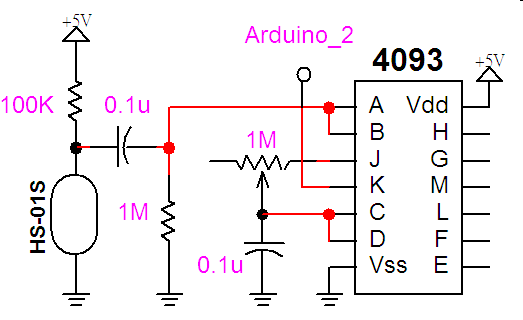 +5V
Arduino_2
4093
+5V
100K
0.1u
A
Vdd
B
H
1M
J
G
K
M
HS-01S
1M
C
L
D
F
0.1u
Vss
E